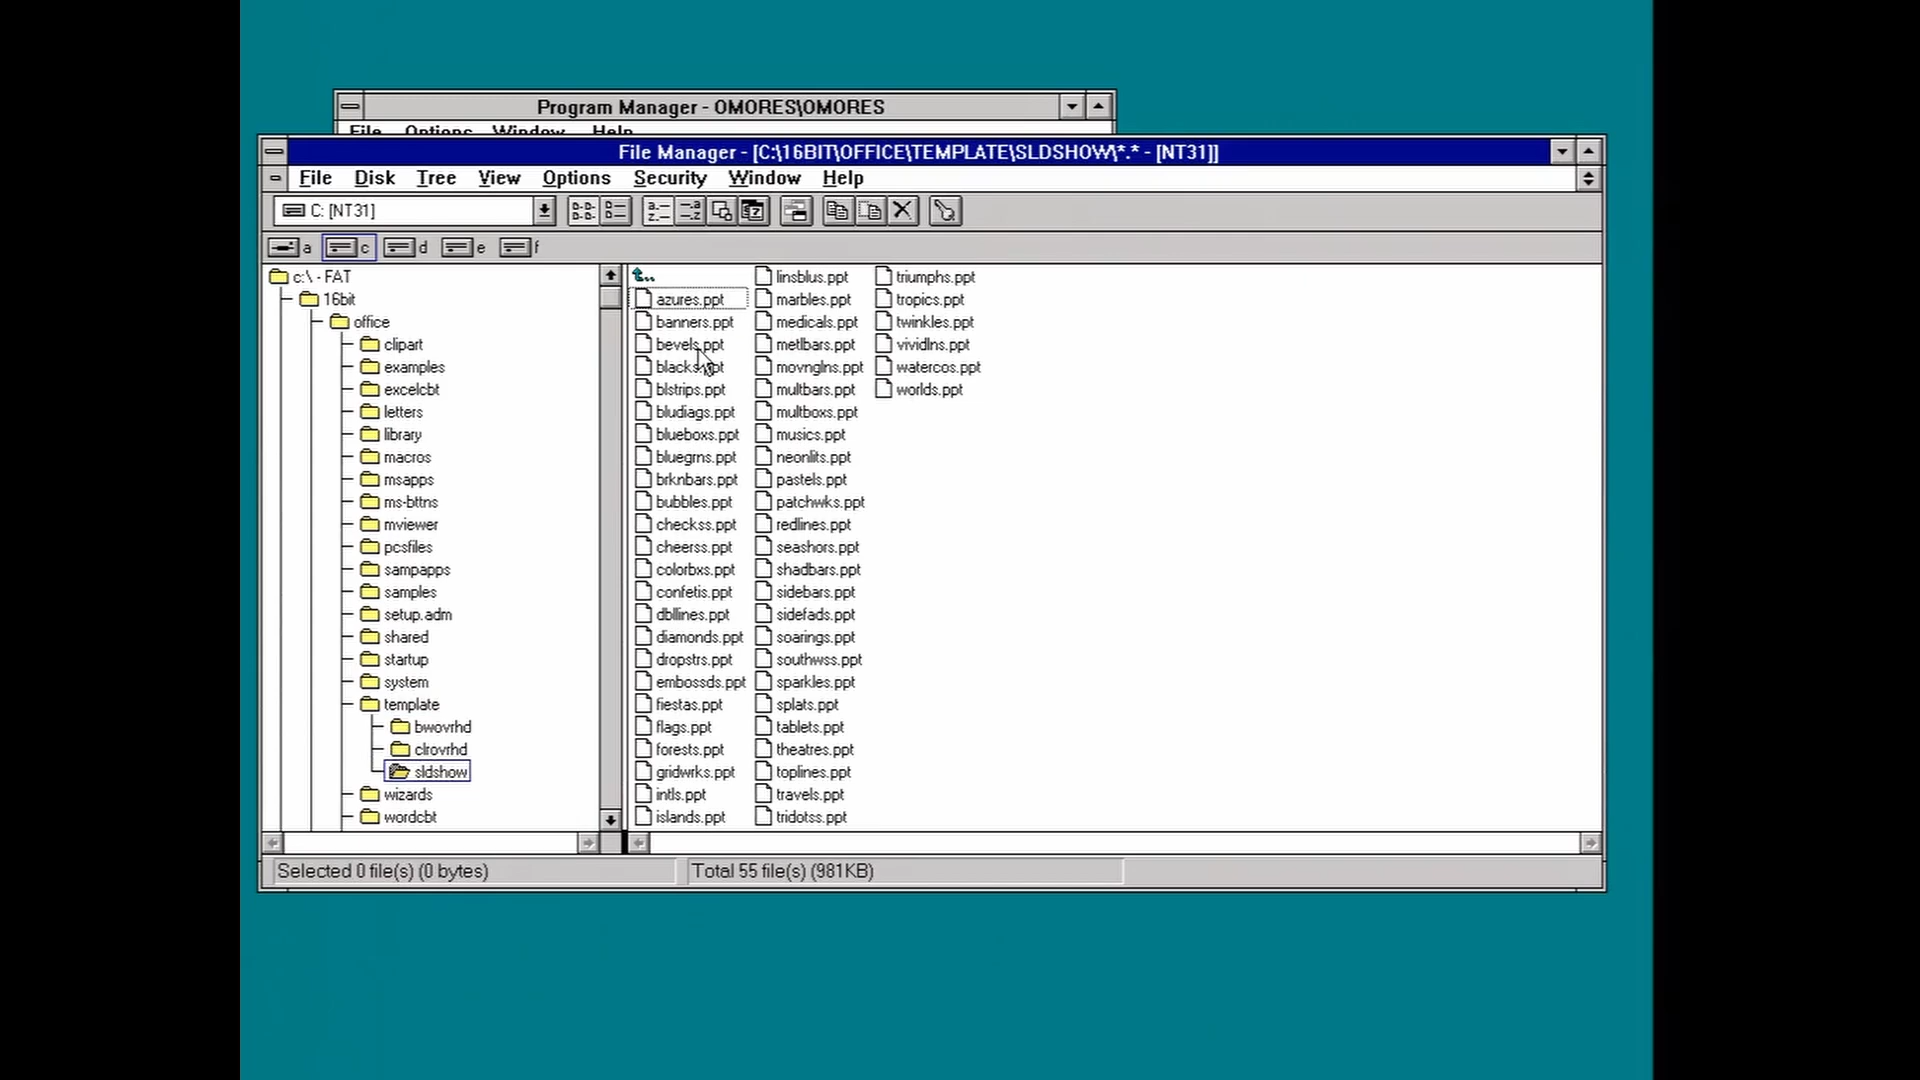 Program Manager - OMORES\OMORES
File Options Window Help
File Manager - [C:\16BIT\OFFICE\TEMPLATE\SLDSHOW\*.* - [NT31]]
File Disk Tree View Options Security Window Help
C: [NT31]
a c d e f
c:\ - FAT
16bit
office
clipart
examples
excelcbt
letters
library
macros
msapps
ms-bttns
mviewer
pcsfiles
sampapps
samples
setup.adm
shared
startup
system
template
bwovrhd
clrovrhd
sldshow
wizards
wordcbt
..
azures.ppt
banners.ppt
bevels.ppt
blacks.ppt
blstrips.ppt
bludiags.ppt
blueboxs.ppt
bluegrns.ppt
brknbars.ppt
bubbles.ppt
checkss.ppt
cheerss.ppt
colorbxs.ppt
confetis.ppt
dbllines.ppt
diamonds.ppt
dropstrs.ppt
embossds.ppt
fiestas.ppt
flags.ppt
forests.ppt
gridwrks.ppt
intls.ppt
islands.ppt
linsblus.ppt
marbles.ppt
medicals.ppt
metlbars.ppt
movnglns.ppt
multbars.ppt
multboxs.ppt
musics.ppt
neonlits.ppt
pastels.ppt
patchwks.ppt
redlines.ppt
seashors.ppt
shadbars.ppt
sidebars.ppt
sidefads.ppt
soarings.ppt
southwss.ppt
sparkles.ppt
splats.ppt
tablets.ppt
theatres.ppt
toplines.ppt
travels.ppt
tridotss.ppt
triumphs.ppt
tropics.ppt
twinkles.ppt
vividlns.ppt
watercos.ppt
worlds.ppt
Selected 0 file(s) (0 bytes)
Total 55 file(s) (981KB)